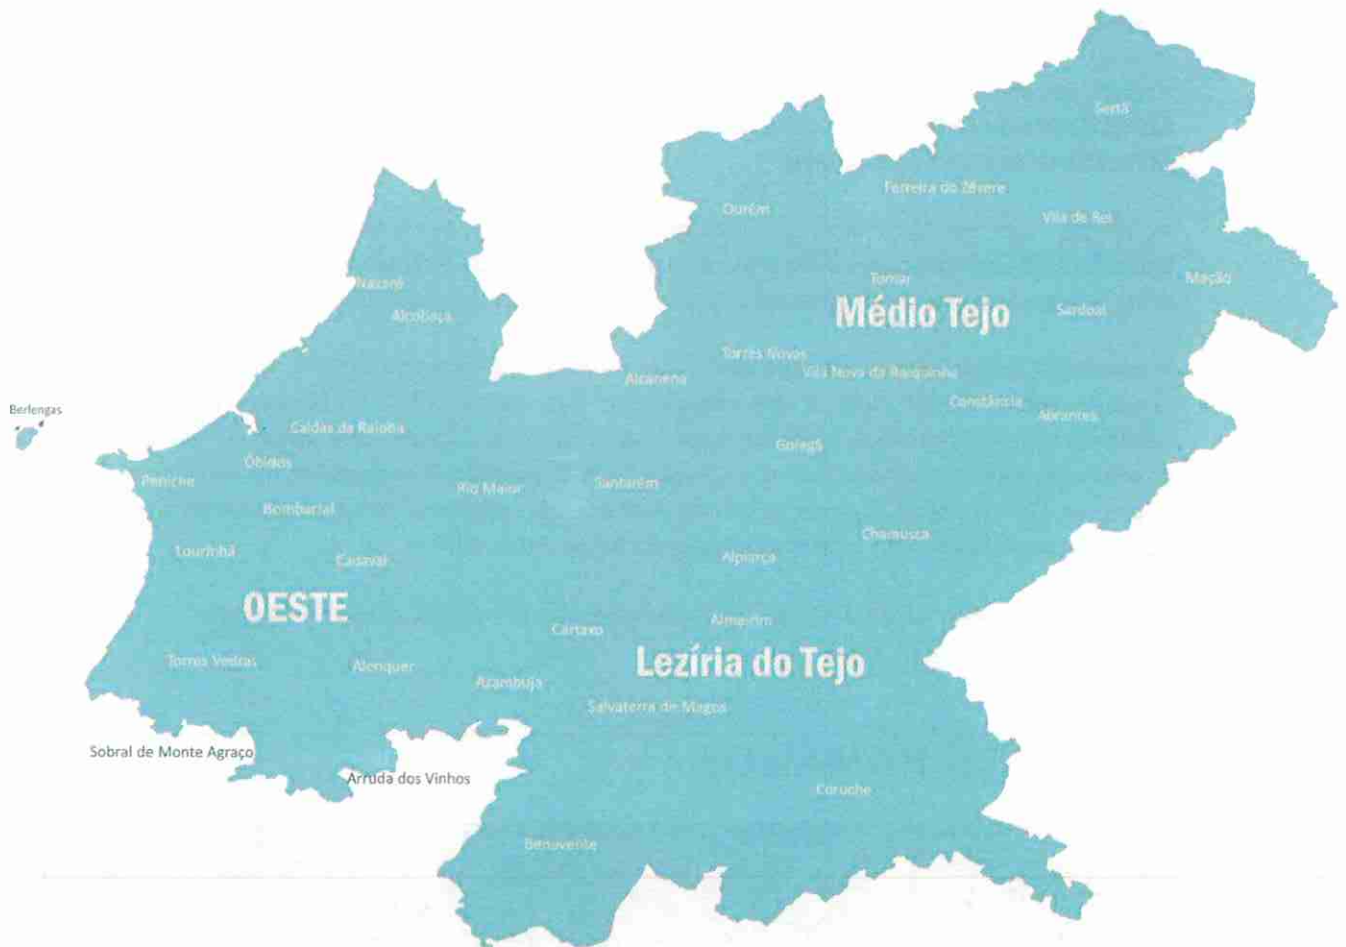 Sertã
Ferreira do Zêzere
Ourém
Vila de Rei
Tomar
Mação
Nazaré
Médio Tejo
Sardoal
Alcobaça
Torres Novas
Vila Nova da Barquinha
Alcanena
Constância
Abrantes
Berlengas
Caldas da Rainha
Golegã
Óbidos
Peniche
Rio Maior
Santarém
Bombarral
Chamusca
Lourinhã
Cadaval
Alpiarça
OESTE
Almeirim
Cartaxo
Torres Vedras
Alenquer
Lezíria do Tejo
Azambuja
Salvaterra de Magos
Sobral de Monte Agraço
Arruda dos Vinhos
Coruche
Benavente